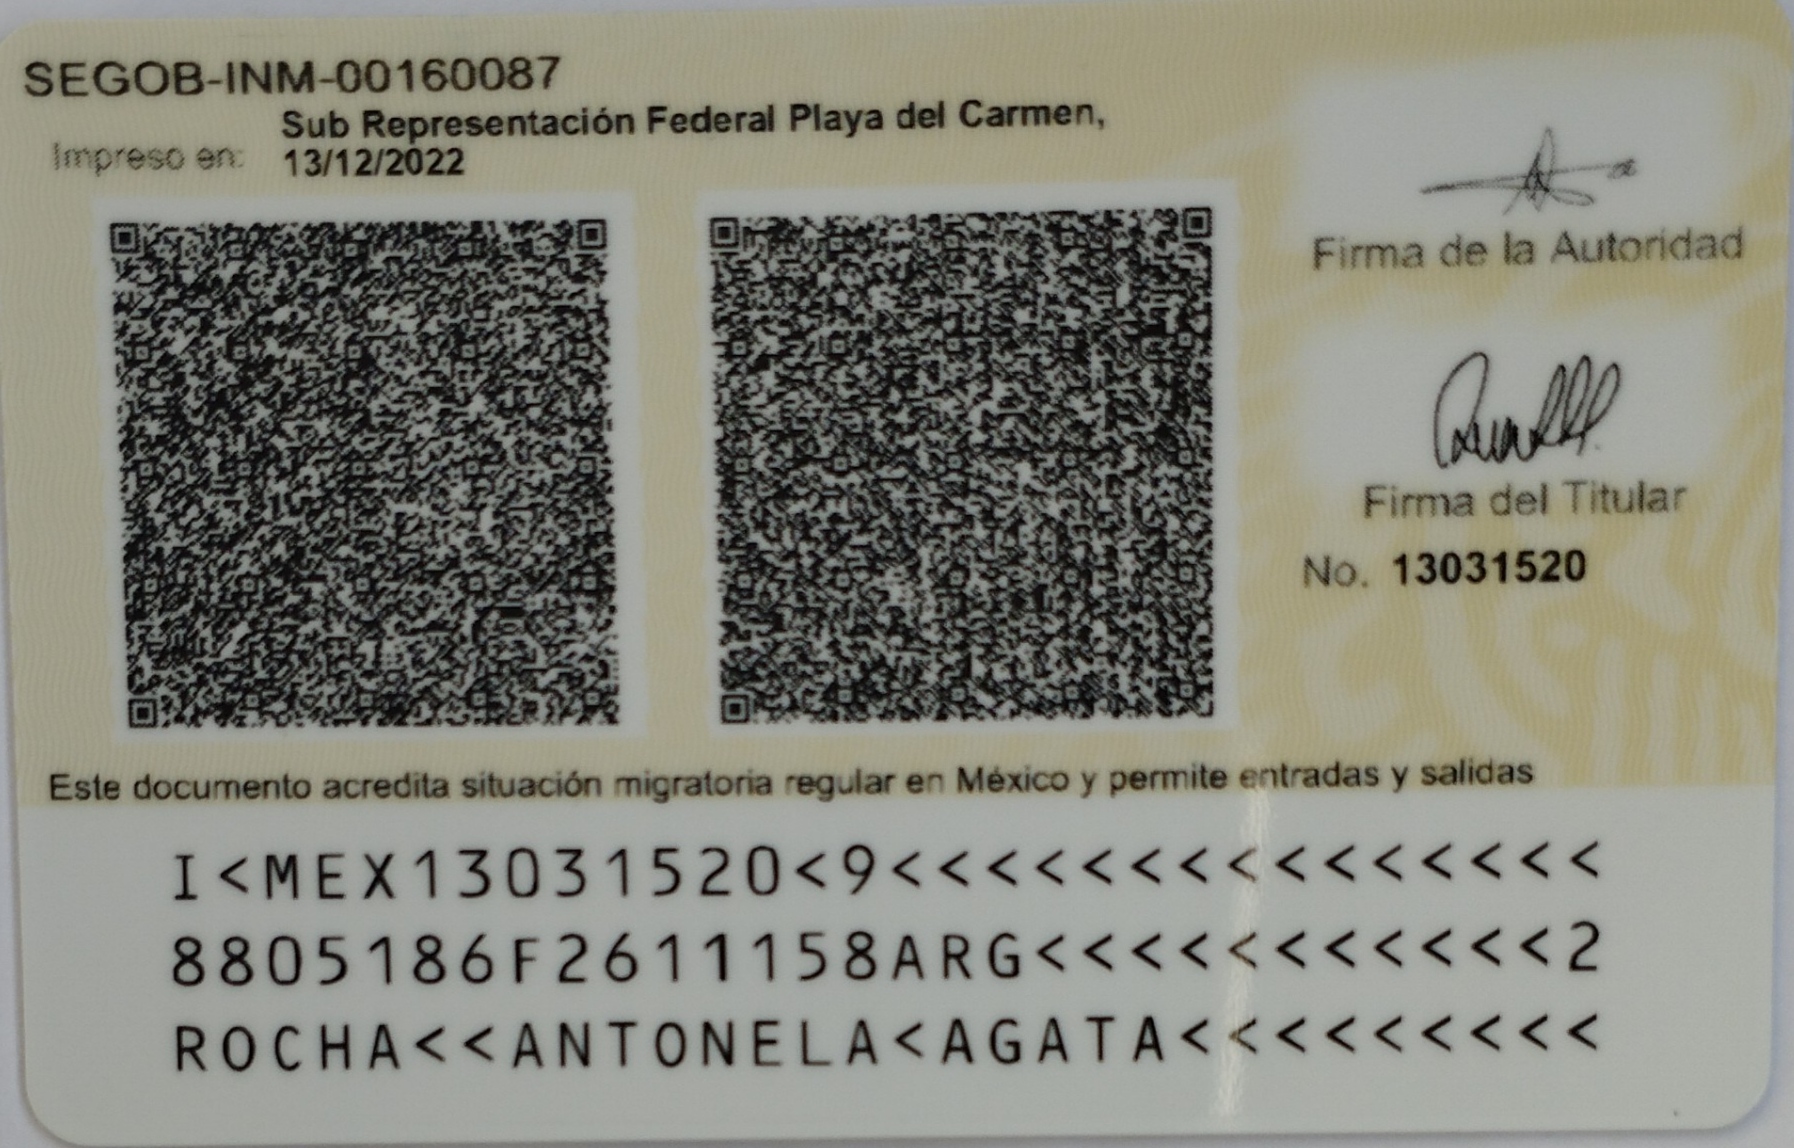 SEGOB-INM-00160087
Sub Representación Federal Playa del Carmen,
Impreso en: 13/12/2022
Firma de la Autoridad
Firma del Titular
No. 13031520
Este documento acredita situación migratoria regular en México y permite entradas y salidas
I<MEX13031520<9<<<<<<<<<<<<<<<
8805186F2611158ARG<<<<<<<<<<<2
ROCHA<<ANTONELA<AGATA<<<<<<<<<